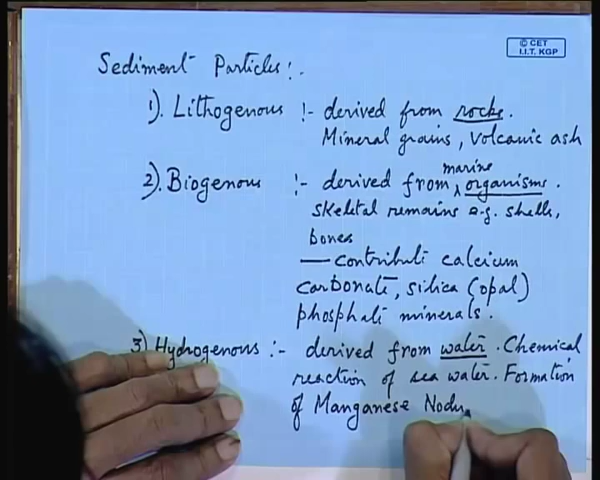 © CET
I.I.T. KGP
Sediment Particles :-
1). Lithogenous :- derived from rocks.
Mineral grains, Volcanic ash
2). Biogenous :- derived from marine organisms.
skeletal remains e.g. shells,
bones
— contribute calcium
carbonate, silica (opal)
phosphate minerals.
3) Hydrogenous :- derived from water. Chemical
reaction of sea water. Formation
of Manganese Nodu